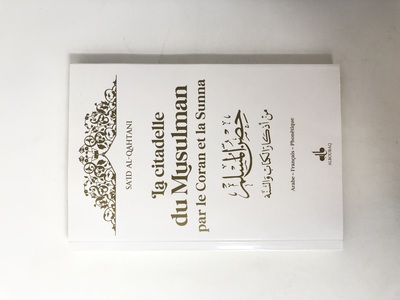 SA'ID AL-QAHTANI
La citadelle
du Musulman
par le Coran et la Sunna
حصن المسلم
من أذكار الكتاب والسنة
Arabe - Français - Phonétique
ALBOURAQ